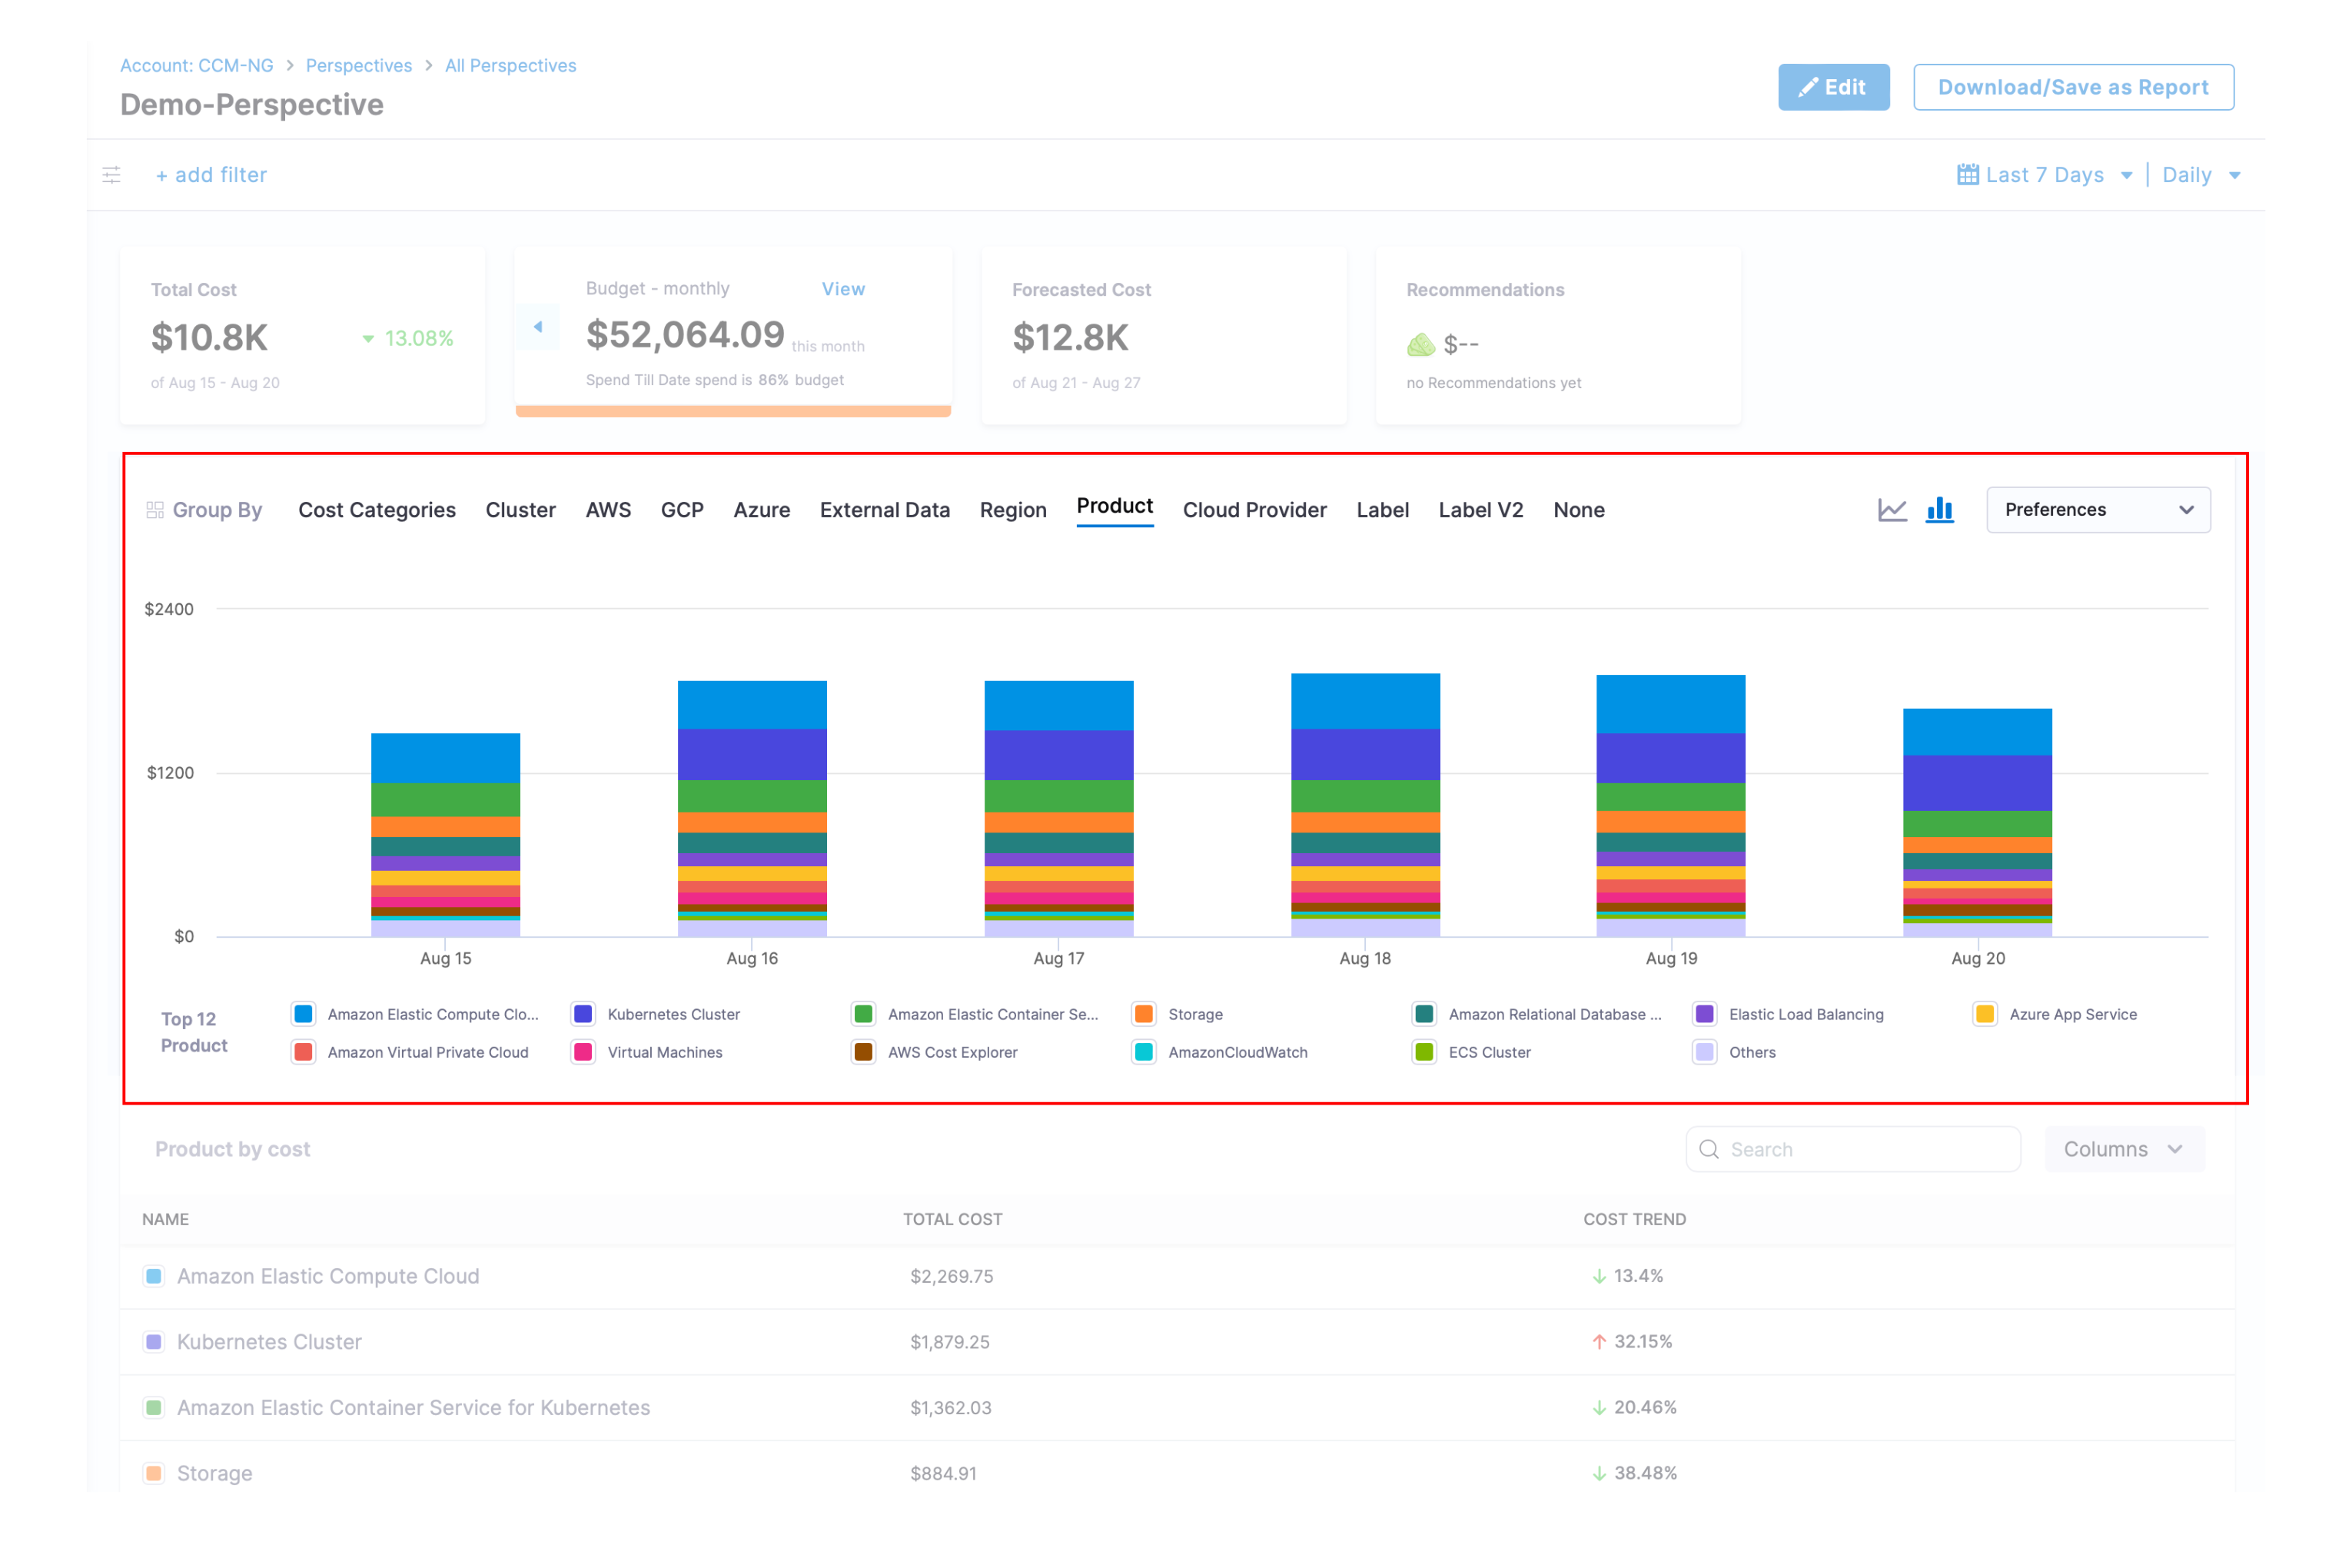 Account: CCM-NG > Perspectives > All Perspectives
Demo-Perspective
Edit
Download/Save as Report
+ add filter
Last 7 Days
Daily
Total Cost
$10.8K
13.08%
of Aug 15 - Aug 20
Budget - monthly
View
$52,064.09 this month
Spend Till Date spend is 86% budget
Forecasted Cost
$12.8K
of Aug 21 - Aug 27
Recommendations
$--
no Recommendations yet
Group By Cost Categories Cluster AWS GCP Azure External Data Region Product Cloud Provider Label Label V2 None
Preferences
$2400
$1200
$0
Aug 15 Aug 16 Aug 17 Aug 18 Aug 19 Aug 20
Top 12
Product
Amazon Elastic Compute Clo... Kubernetes Cluster Amazon Elastic Container Se... Storage Amazon Relational Database ... Elastic Load Balancing Azure App Service
Amazon Virtual Private Cloud Virtual Machines AWS Cost Explorer AmazonCloudWatch ECS Cluster Others
Product by cost
Search
Columns
NAME TOTAL COST COST TREND
Amazon Elastic Compute Cloud $2,269.75 13.4%
Kubernetes Cluster $1,879.25 32.15%
Amazon Elastic Container Service for Kubernetes $1,362.03 20.46%
Storage $884.91 38.48%